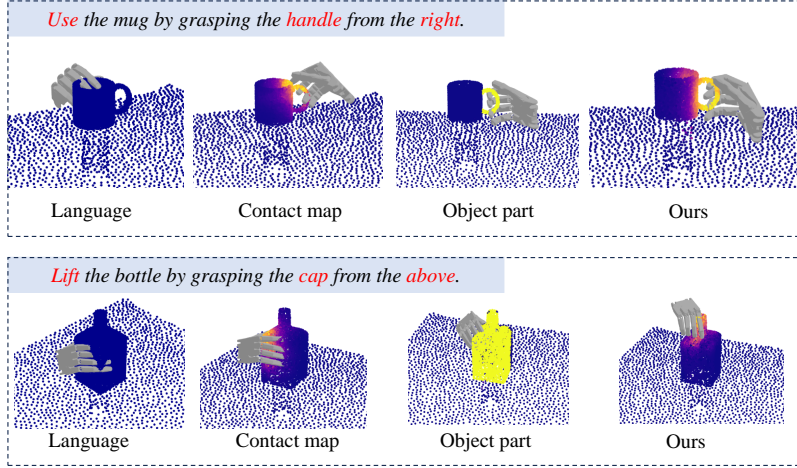 Use the mug by grasping the handle from the right.
Language Contact map Object part Ours
Lift the bottle by grasping the cap from the above.
Language Contact map Object part Ours